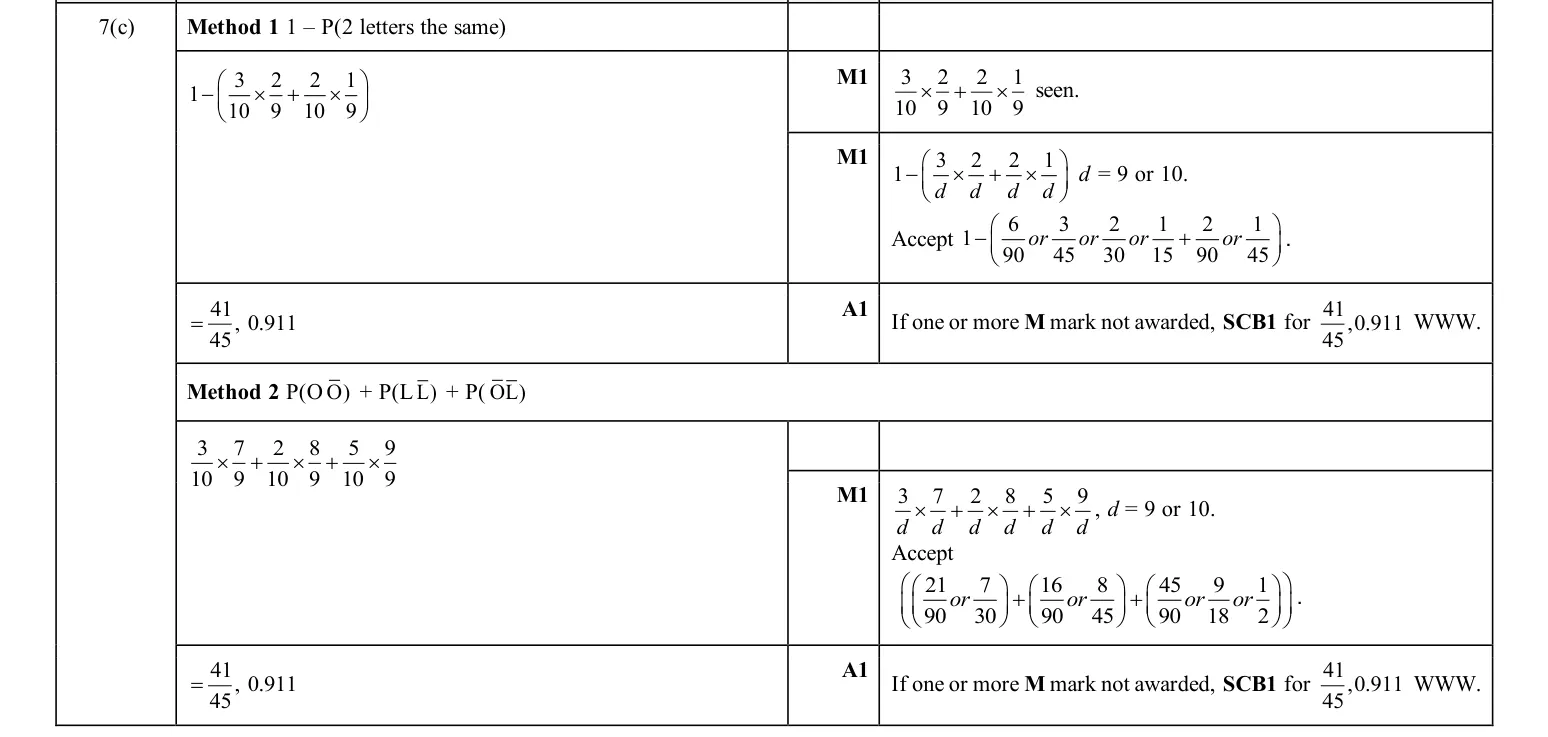 7(c) Method 1 1 – P(2 letters the same)
1–(3/10 × 2/9 + 2/10 × 1/9) M1 3/10 × 2/9 + 2/10 × 1/9 seen.
M1 1–(3/d × 2/d + 2/d × 1/d) d = 9 or 10.
Accept 1–(6/90 or 3/45 or 2/30 or 1/15 + 2/90 or 1/45).
= 41/45, 0.911 A1 If one or more M mark not awarded, SCB1 for 41/45,0.911 WWW.
Method 2 P(O O̅) + P(L L̅) + P( O̅L̅)
3/10 × 7/9 + 2/10 × 8/9 + 5/10 × 9/9
M1 3/d × 7/d + 2/d × 8/d + 5/d × 9/d, d = 9 or 10.
Accept
((21/90 or 7/30)+(16/90 or 8/45)+(45/90 or 9/18 or 1/2)).
= 41/45, 0.911 A1 If one or more M mark not awarded, SCB1 for 41/45,0.911 WWW.